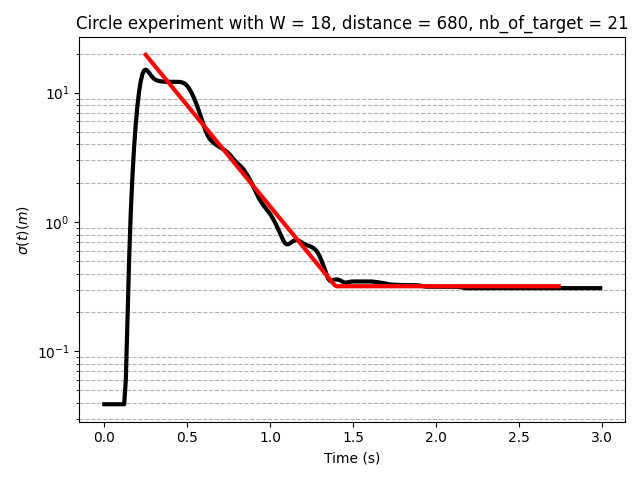 Circle experiment with W = 18, distance = 680, nb_of_target = 21
σ(t)(m)
10¹
10⁰
10⁻¹
0.0 0.5 1.0 1.5 2.0 2.5 3.0
Time (s)